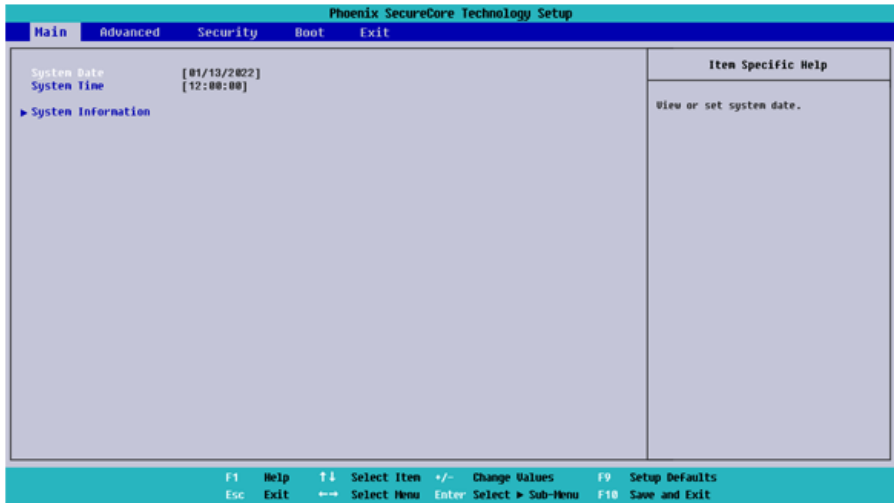 Phoenix SecureCore Technology Setup
Main Advanced Security Boot Exit
System Date [01/13/2022]
System Time [12:00:00]
▶ System Information
Item Specific Help
View or set system date.
F1 Help ↑↓ Select Item +/- Change Values F9 Setup Defaults
Esc Exit ←→ Select Menu Enter Select ▶ Sub-Menu F10 Save and Exit